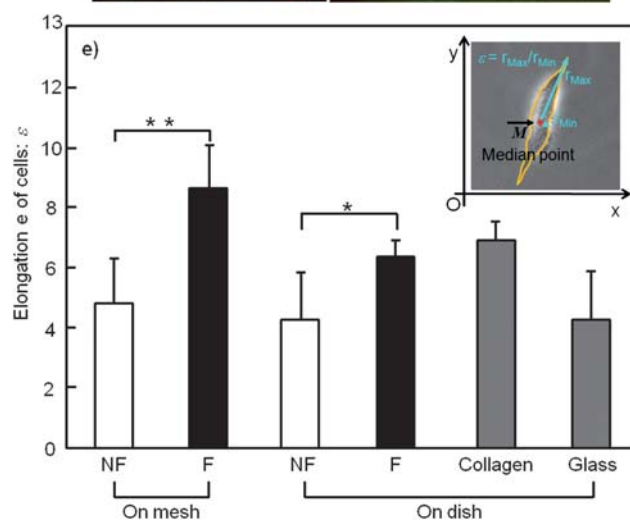 13
12
10
8
6
4
2
0
Elongation e of cells: ε
e)
* *
*
y
ε = rMax/rMin
rMax
rMin
M
Median point
O
x
NF
F
NF
F
Collagen
Glass
On mesh
On dish